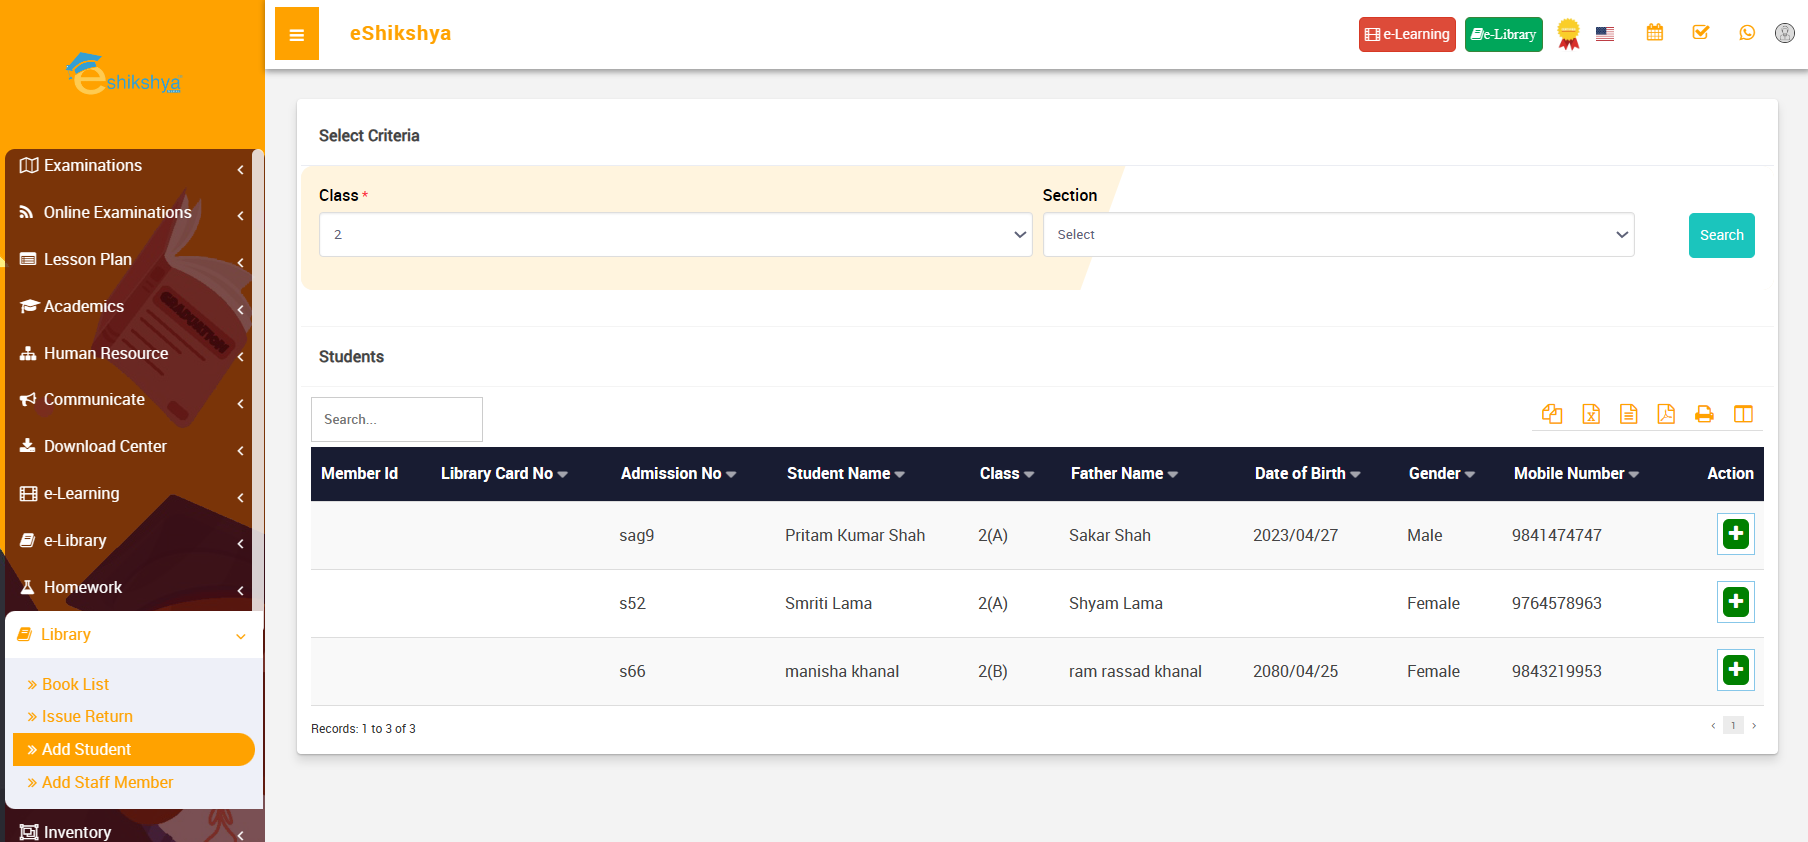 eshikshya
eShikshya
e-Learning
e-Library
Examinations
Online Examinations
Lesson Plan
Academics
GRADUATION
Human Resource
Communicate
Download Center
e-Learning
e-Library
Homework
Library
» Book List
» Issue Return
» Add Student
» Add Staff Member
Inventory
Select Criteria
Class *
Section
2
Select
Search
Students
Search...
Member Id Library Card No Admission No Student Name Class Father Name Date of Birth Gender Mobile Number Action
sag9 Pritam Kumar Shah 2(A) Sakar Shah 2023/04/27 Male 9841474747
s52 Smriti Lama 2(A) Shyam Lama Female 9764578963
s66 manisha khanal 2(B) ram rassad khanal 2080/04/25 Female 9843219953
Records: 1 to 3 of 3
‹ 1 ›